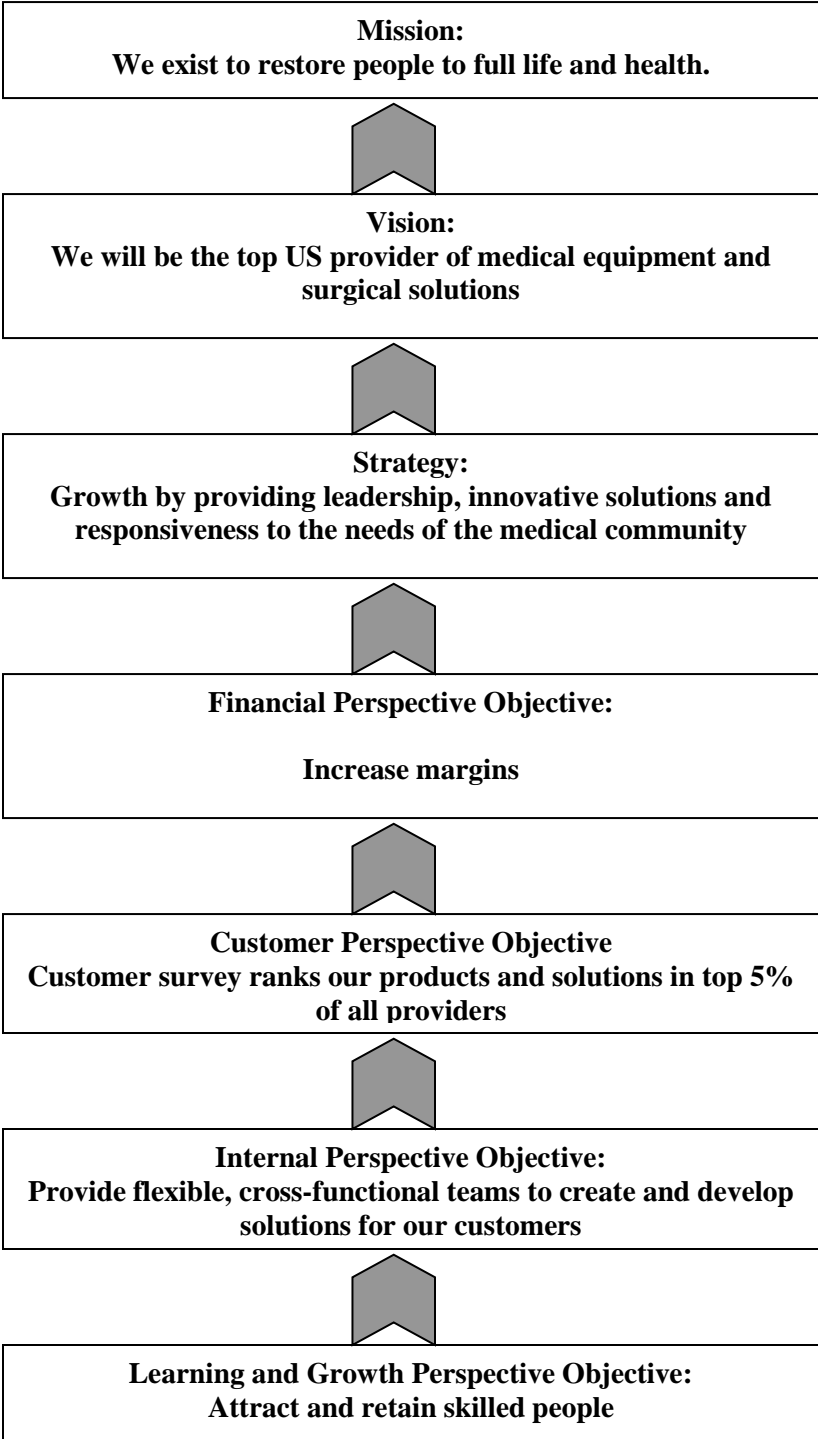 Mission:
We exist to restore people to full life and health.
Vision:
We will be the top US provider of medical equipment and
surgical solutions
Strategy:
Growth by providing leadership, innovative solutions and
responsiveness to the needs of the medical community
Financial Perspective Objective:
Increase margins
Customer Perspective Objective
Customer survey ranks our products and solutions in top 5%
of all providers
Internal Perspective Objective:
Provide flexible, cross-functional teams to create and develop
solutions for our customers
Learning and Growth Perspective Objective:
Attract and retain skilled people